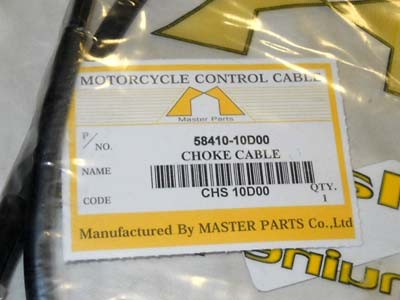 MOTORCYCLE CONTROL CABLE
Master Parts
P/NO. 58410-10D00
CHOKE CABLE
NAME
CODE CHS 10D00 QTY. 1
Manufactured By MASTER PARTS Co.,Ltd